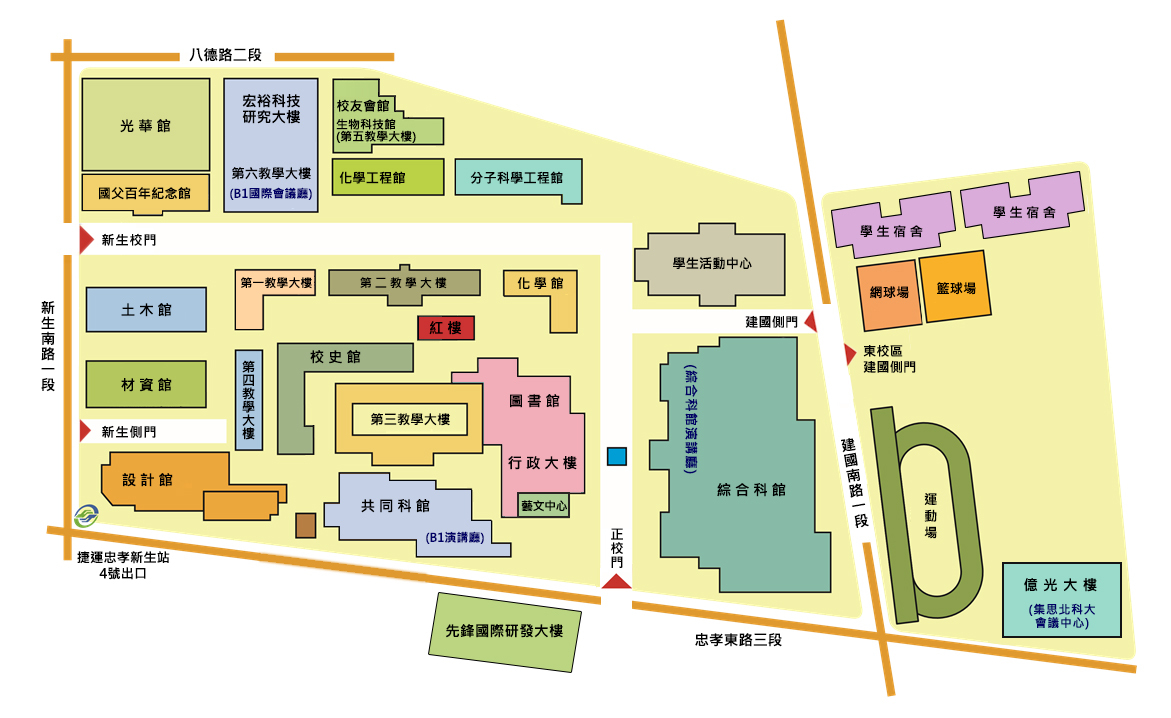 八德路二段
光華館
宏裕科技
研究大樓
第六教學大樓
(B1國際會議廳)
校友會館
生物科技館
(第五教學大樓)
國父百年紀念館
化學工程館
分子科學工程館
新生校門
學生活動中心
學生宿舍
學生宿舍
網球場
籃球場
第一教學大樓
第二教學大樓
化學館
土木館
紅樓
建國側門
東校區
建國側門
新生南路一段
校史館
材資館
第四教學大樓
第三教學大樓
圖書館
(綜合科館演講廳)
新生側門
行政大樓
建國南路一段
設計館
綜合科館
共同科館
藝文中心
(B1演講廳)
運動場
正校門
捷運忠孝新生站
4號出口
億光大樓
(集思北科大
會議中心)
先鋒國際研發大樓
忠孝東路三段